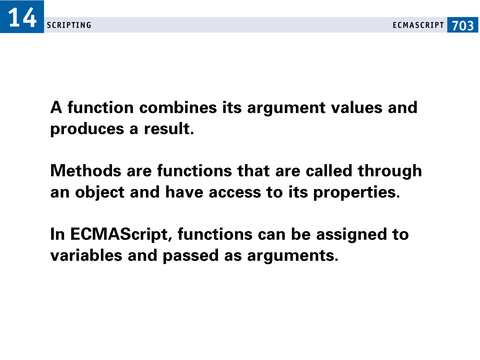 14 SCRIPTING ECMASCRIPT 703
A function combines its argument values and
produces a result.
Methods are functions that are called through
an object and have access to its properties.
In ECMAScript, functions can be assigned to
variables and passed as arguments.